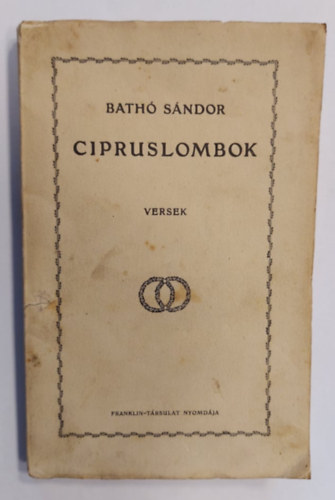 BATHÓ SÁNDOR
CIPRUSLOMBOK
VERSEK
FRANKLIN-TÁRSULAT NYOMDÁJA